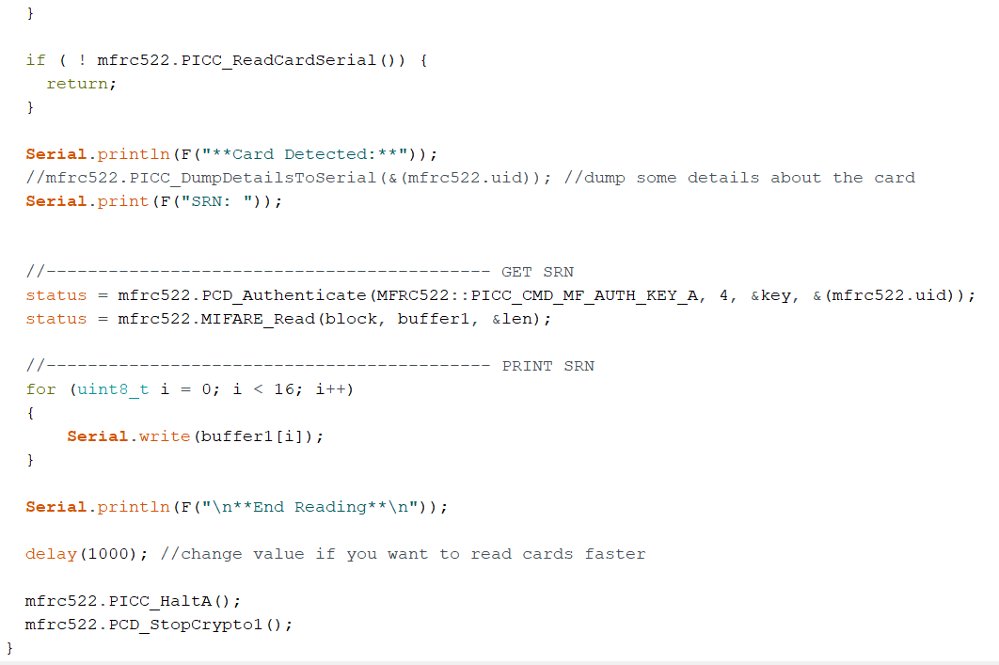 }
if ( ! mfrc522.PICC_ReadCardSerial()) {
return;
}
Serial.println(F("**Card Detected:**"));
//mfrc522.PICC_DumpDetailsToSerial(&(mfrc522.uid)); //dump some details about the card
Serial.print(F("SRN: "));
//------------------------------------------- GET SRN
status = mfrc522.PCD_Authenticate(MFRC522::PICC_CMD_MF_AUTH_KEY_A, 4, &key, &(mfrc522.uid));
status = mfrc522.MIFARE_Read(block, buffer1, &len);
//------------------------------------------- PRINT SRN
for (uint8_t i = 0; i < 16; i++)
{
Serial.write(buffer1[i]);
}
Serial.println(F("\n**End Reading**\n"));
delay(1000); //change value if you want to read cards faster
mfrc522.PICC_HaltA();
mfrc522.PCD_StopCrypto1();
}